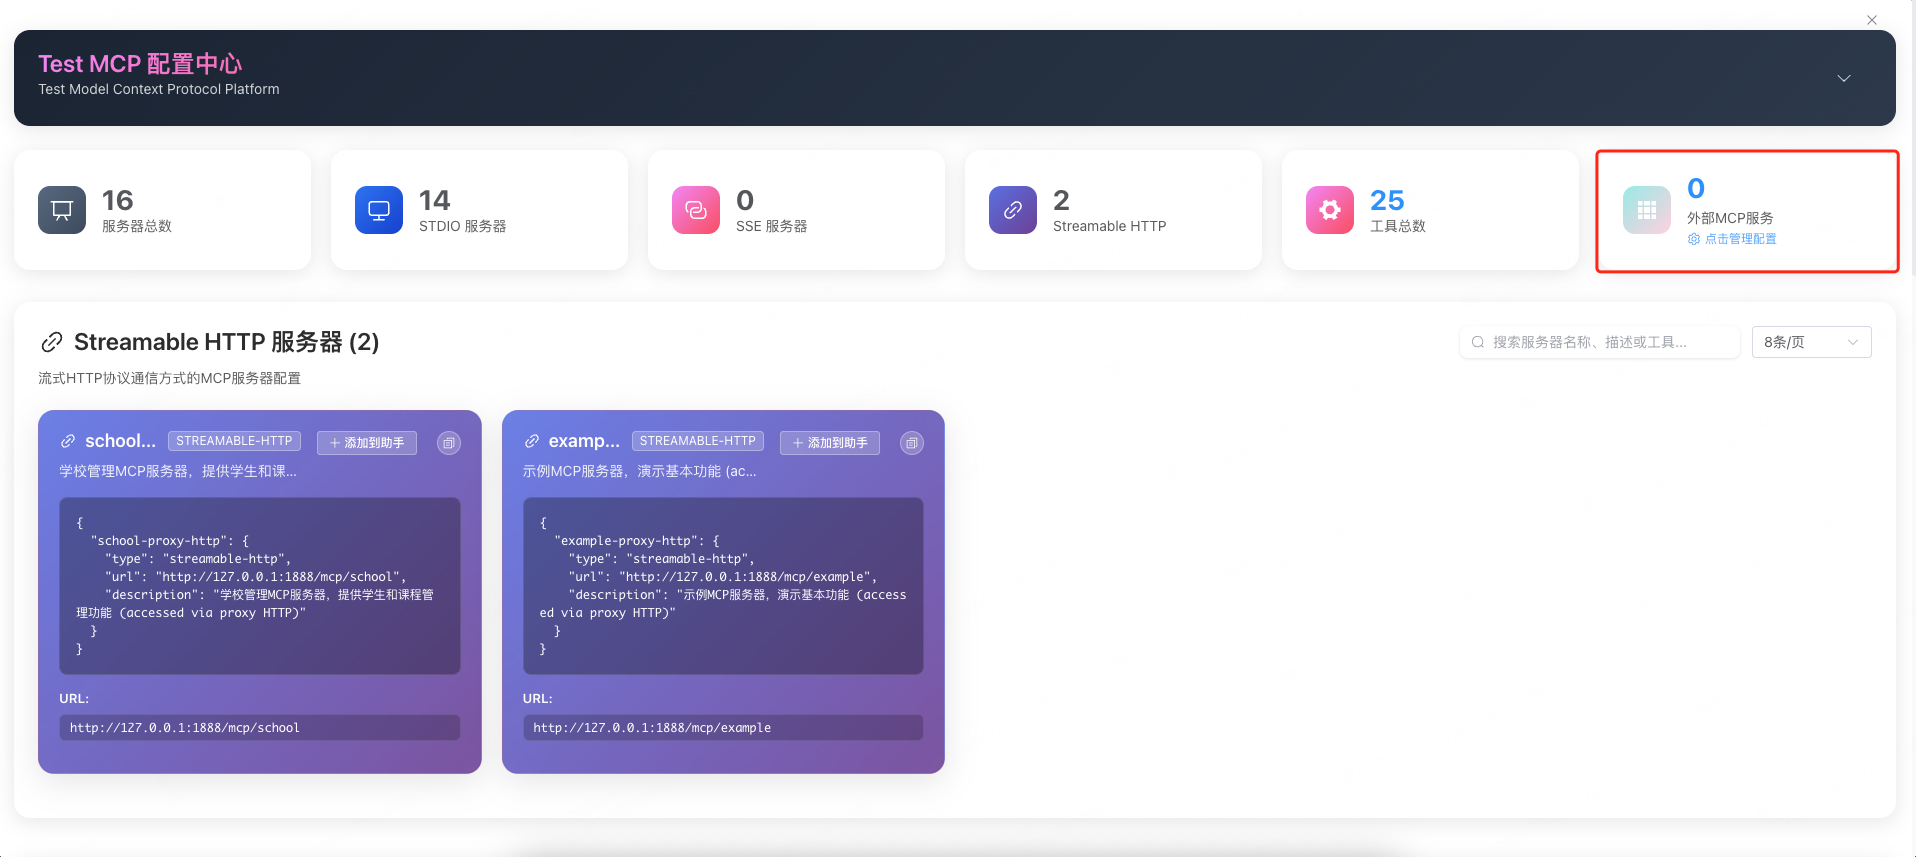 Test MCP 配置中心
Test Model Context Protocol Platform
16
服务器总数
14
STDIO 服务器
0
SSE 服务器
2
Streamable HTTP
25
工具总数
0
外部MCP服务
点击管理配置
Streamable HTTP 服务器 (2)
搜索服务器名称、描述或工具...
8条/页
流式HTTP协议通信方式的MCP服务器配置
school...
STREAMABLE-HTTP
添加到助手
学校管理MCP服务器，提供学生和课...
{
"school-proxy-http": {
"type": "streamable-http",
"url": "http://127.0.0.1:1888/mcp/school",
"description": "学校管理MCP服务器，提供学生和课程管
理功能 (accessed via proxy HTTP)"
}
}
URL:
http://127.0.0.1:1888/mcp/school
examp...
STREAMABLE-HTTP
添加到助手
示例MCP服务器，演示基本功能 (ac...
{
"example-proxy-http": {
"type": "streamable-http",
"url": "http://127.0.0.1:1888/mcp/example",
"description": "示例MCP服务器，演示基本功能 (access
ed via proxy HTTP)"
}
}
URL:
http://127.0.0.1:1888/mcp/example